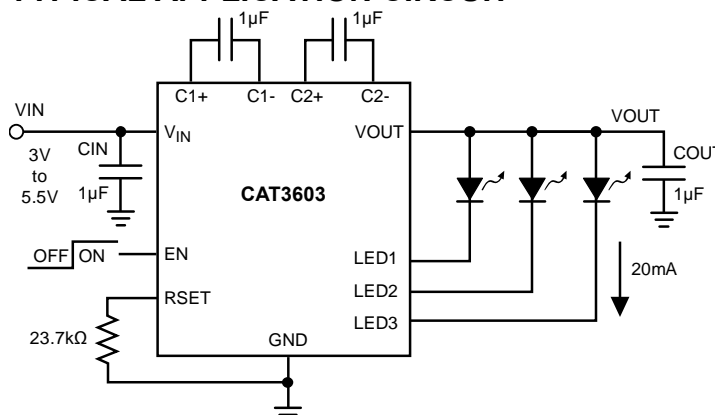 1µF
1µF
C1+ C1- C2+ C2-
VIN
VIN
VOUT
VOUT
3V
to
5.5V
CIN
1µF
COUT
1µF
CAT3603
OFF ON
EN
LED1
20mA
LED2
RSET
LED3
23.7kΩ
GND